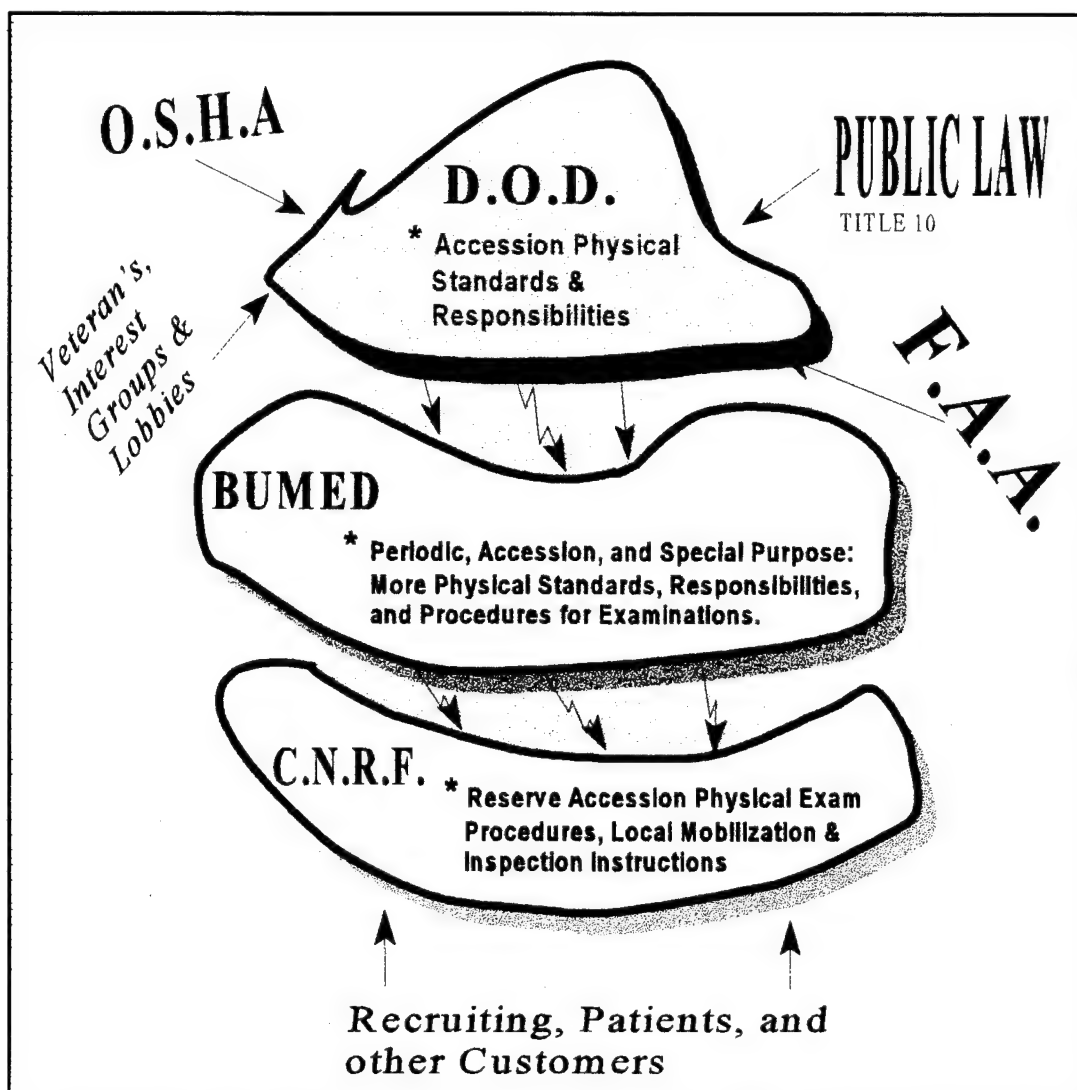 O.S.H.A
PUBLIC LAW
TITLE 10
D.O.D.
* Accession Physical
Standards &
Responsibilities
Veteran's,
Interest
Groups &
Lobbies
F.A.A.
BUMED
* Periodic, Accession, and Special Purpose:
More Physical Standards, Responsibilities,
and Procedures for Examinations.
C.N.R.F.
* Reserve Accession Physical Exam
Procedures, Local Mobilization &
Inspection Instructions
Recruiting, Patients, and
other Customers